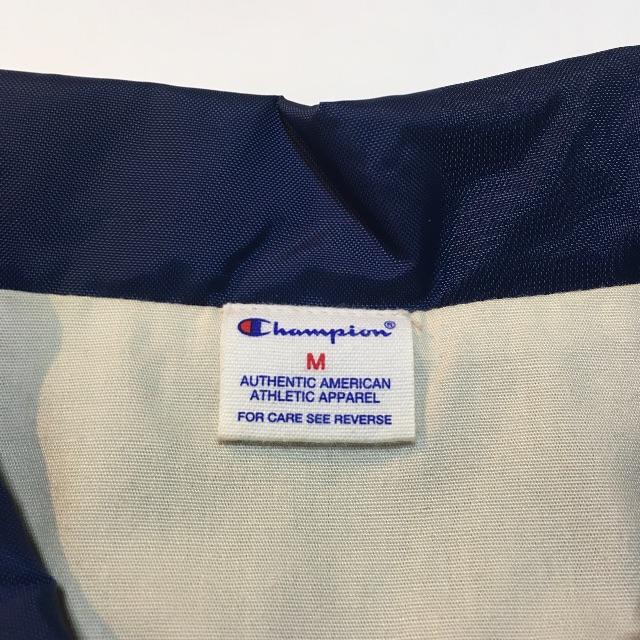 Champion®
M
AUTHENTIC AMERICAN
ATHLETIC APPAREL
FOR CARE SEE REVERSE